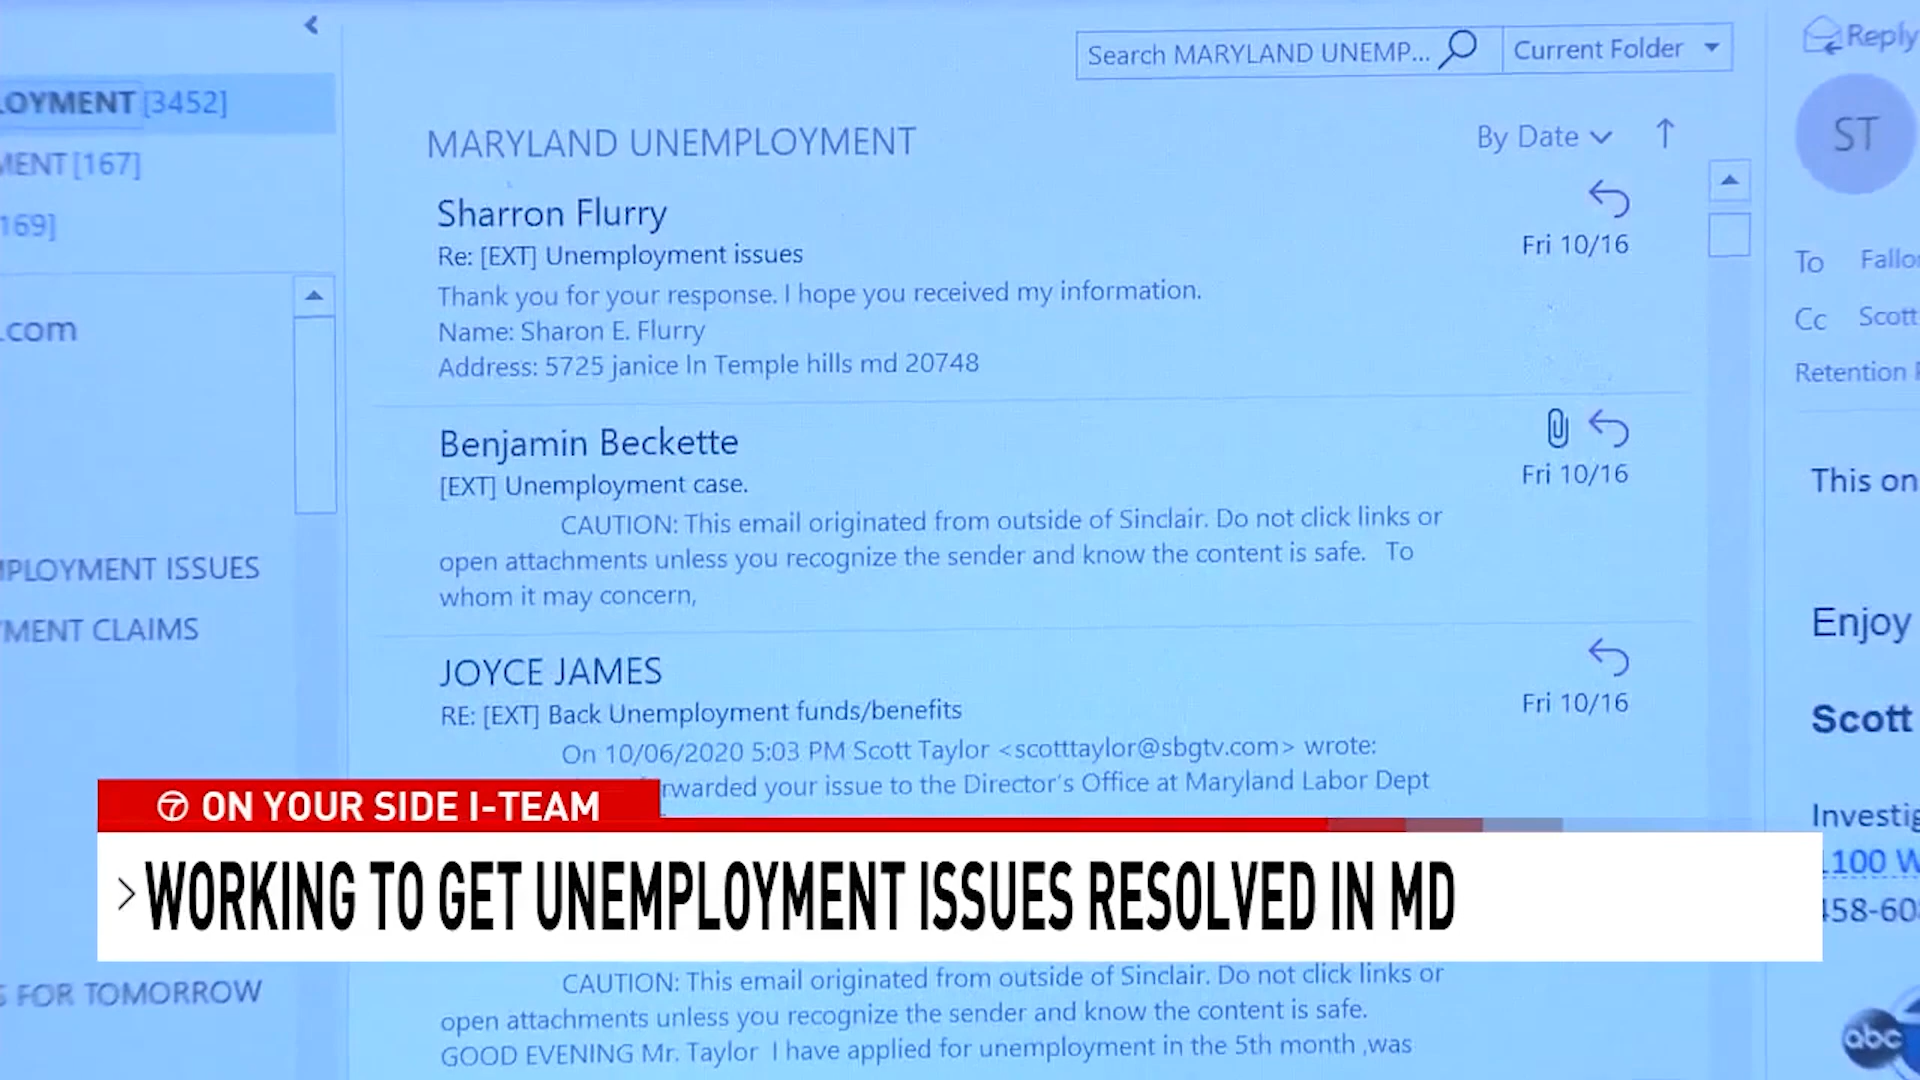 OYMENT [3452]
MENT [167]
169]
.com
PLOYMENT ISSUES
MENT CLAIMS
FOR TOMORROW
Search MARYLAND UNEMP...
Current Folder
MARYLAND UNEMPLOYMENT
By Date
Sharron Flurry
Re: [EXT] Unemployment issues
Fri 10/16
Thank you for your response. I hope you received my information.
Name: Sharon E. Flurry
Address: 5725 janice ln Temple hills md 20748
Benjamin Beckette
[EXT] Unemployment case.
Fri 10/16
CAUTION: This email originated from outside of Sinclair. Do not click links or
open attachments unless you recognize the sender and know the content is safe. To
whom it may concern,
JOYCE JAMES
RE: [EXT] Back Unemployment funds/benefits
Fri 10/16
On 10/06/2020 5:03 PM Scott Taylor <scotttaylor@sbgtv.com> wrote:
rwarded your issue to the Director's Office at Maryland Labor Dept
7 ON YOUR SIDE I-TEAM
> WORKING TO GET UNEMPLOYMENT ISSUES RESOLVED IN MD
CAUTION: This email originated from outside of Sinclair. Do not click links or
open attachments unless you recognize the sender and know the content is safe.
GOOD EVENING Mr. Taylor I have applied for unemployment in the 5th month ,was
Reply
ST
To Fallo
Cc Scott
Retention
This on
Enjoy
Scott
Investig
100 W
458-60
abc